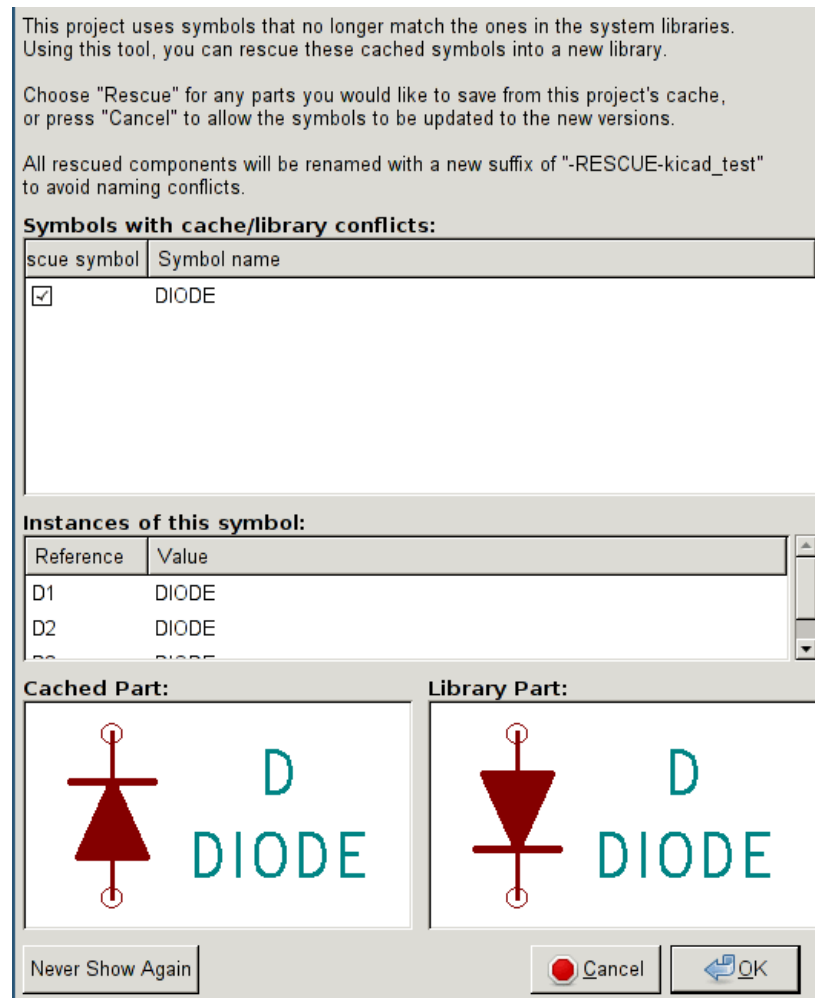 This project uses symbols that no longer match the ones in the system libraries.
Using this tool, you can rescue these cached symbols into a new library.
Choose "Rescue" for any parts you would like to save from this project's cache,
or press "Cancel" to allow the symbols to be updated to the new versions.
All rescued components will be renamed with a new suffix of "-RESCUE-kicad_test"
to avoid naming conflicts.
Symbols with cache/library conflicts:
scue symbol Symbol name
DIODE
Instances of this symbol:
Reference Value
D1 DIODE
D2 DIODE
Cached Part: Library Part:
D D
DIODE DIODE
Never Show Again Cancel OK